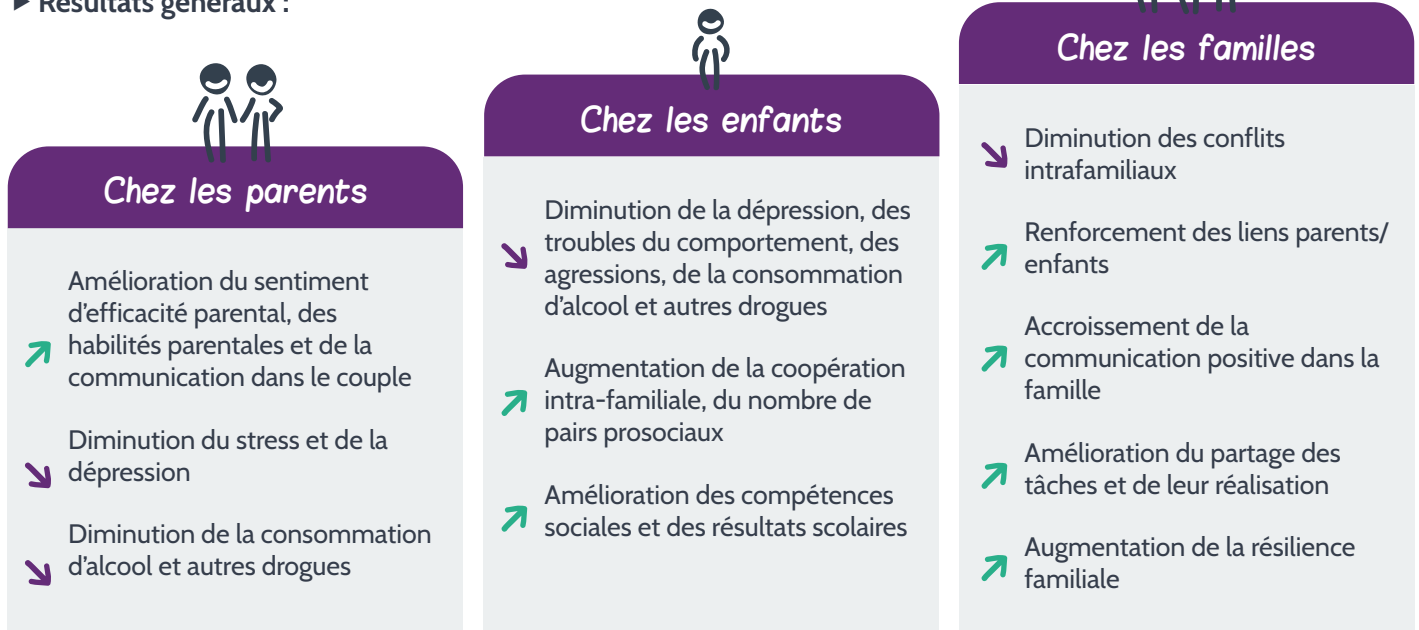 ▶ Résultats généraux :
Chez les parents
Amélioration du sentiment
d'efficacité parental, des
habilités parentales et de la
communication dans le couple
Diminution du stress et de la
dépression
Diminution de la consommation
d'alcool et autres drogues
Chez les enfants
Diminution de la dépression, des
troubles du comportement, des
agressions, de la consommation
d'alcool et autres drogues
Augmentation de la coopération
intra-familiale, du nombre de
pairs prosociaux
Amélioration des compétences
sociales et des résultats scolaires
Chez les familles
Diminution des conflits
intrafamiliaux
Renforcement des liens parents/
enfants
Accroissement de la
communication positive dans la
famille
Amélioration du partage des
tâches et de leur réalisation
Augmentation de la résilience
familiale